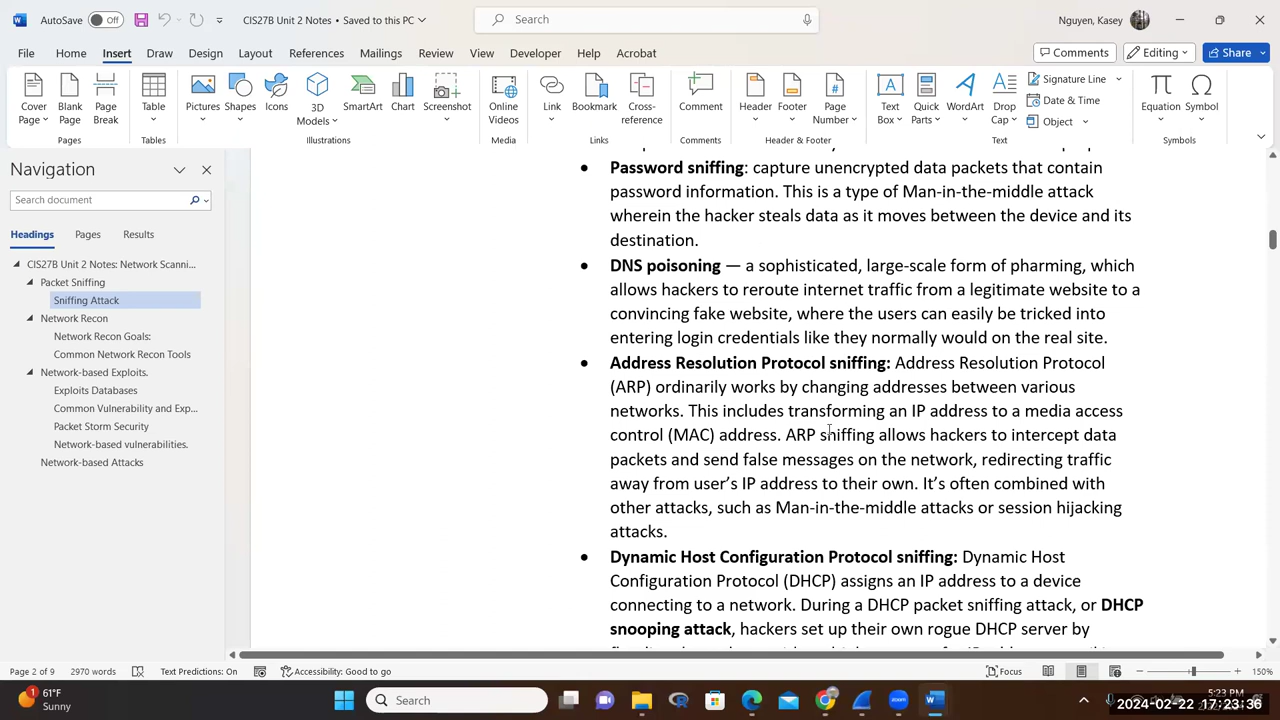 AutoSave Off
CIS27B Unit 2 Notes • Saved to this PC
Search
Nguyen, Kasey
File Home Insert Draw Design Layout References Mailings Review View Developer Help Acrobat
Comments Editing Share
Cover Page
Blank Page
Page Break
Pages
Table
Tables
Pictures
Shapes
Icons
3D Models
SmartArt
Chart
Screenshot
Illustrations
Online Videos
Media
Link
Bookmark
Cross-reference
Links
Comment
Comments
Header
Footer
Page Number
Header & Footer
Text Box
Quick Parts
WordArt
Drop Cap
Signature Line
Date & Time
Object
Text
Equation
Symbol
Symbols
Navigation
Search document
Headings Pages Results
CIS27B Unit 2 Notes: Network Scanni...
Packet Sniffing
Sniffing Attack
Network Recon
Network Recon Goals:
Common Network Recon Tools
Network-based Exploits.
Exploits Databases
Common Vulnerability and Exp...
Packet Storm Security
Network-based vulnerabilities.
Network-based Attacks
• Password sniffing: capture unencrypted data packets that contain
password information. This is a type of Man-in-the-middle attack
wherein the hacker steals data as it moves between the device and its
destination.
• DNS poisoning — a sophisticated, large-scale form of pharming, which
allows hackers to reroute internet traffic from a legitimate website to a
convincing fake website, where the users can easily be tricked into
entering login credentials like they normally would on the real site.
• Address Resolution Protocol sniffing: Address Resolution Protocol
(ARP) ordinarily works by changing addresses between various
networks. This includes transforming an IP address to a media access
control (MAC) address. ARP sniffing allows hackers to intercept data
packets and send false messages on the network, redirecting traffic
away from user’s IP address to their own. It’s often combined with
other attacks, such as Man-in-the-middle attacks or session hijacking
attacks.
• Dynamic Host Configuration Protocol sniffing: Dynamic Host
Configuration Protocol (DHCP) assigns an IP address to a device
connecting to a network. During a DHCP packet sniffing attack, or DHCP
snooping attack, hackers set up their own rogue DHCP server by
Page 2 of 9 2970 words Text Predictions: On Accessibility: Good to go Focus 150%
1
61°F
Sunny
Search
zoom
5:23 PM
2024-02-22 17:23:36